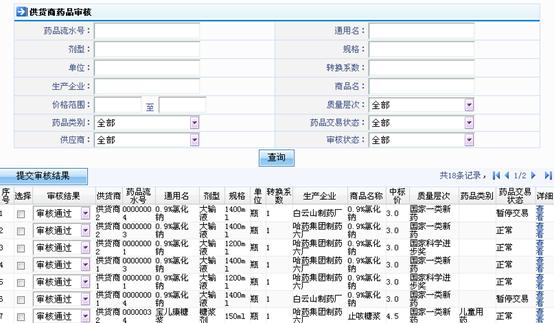 供货商药品审核
药品流水号： 通用名：
剂型： 规格：
单位： 转换系数：
生产企业： 商品名：
价格范围： 至 质量层次： 全部
药品类别： 全部 药品交易状态： 全部
供应商： 全部 审核状态： 全部
查询
提交审核结果 共18条记录， 1/2
序号 选择 审核结果 供货商 药品流水号 通用名 剂型 规格 单位 转换系数 生产企业 商品名称 中标价 质量层次 药品类别 药品交易状态 详细
1 审核通过 供货商2 00000004 0.9%氯化钠 大输液 1400ml 瓶 1 白云山制药厂 0.9%氯化钠 3.0 国家一类新药 暂停交易 查看
2 审核通过 供货商2 00000001 0.9%氯化钠 大输液 1400ml 瓶 1 哈药集团制药六厂 0.9%氯化钠 3.0 国家一类新药 正常 查看
3 审核通过 供货商2 00000003 0.9%氯化钠 大输液 1200ml 瓶 1 哈药集团制药六厂 0.9%氯化钠 3.0 国家科学进步奖 正常 查看
4 审核通过 供货商1 00000001 0.9%氯化钠 大输液 1400ml 瓶 1 哈药集团制药六厂 0.9%氯化钠 3.0 国家一类新药 正常 查看
5 审核通过 供货商1 00000003 0.9%氯化钠 大输液 1200ml 瓶 1 哈药集团制药六厂 0.9%氯化钠 3.0 国家科学进步奖 正常 查看
6 审核通过 供货商1 00000004 0.9%氯化钠 大输液 1400ml 瓶 1 白云山制药厂 0.9%氯化钠 3.0 国家一类新药 暂停交易 查看
7 审核通过 供货商2 0000003 宝儿康糖浆 糖浆剂 150ml 瓶 1 哈药集团制药六厂 止咳糖浆 4.5 国家一类新药 儿童用药 正常 查看